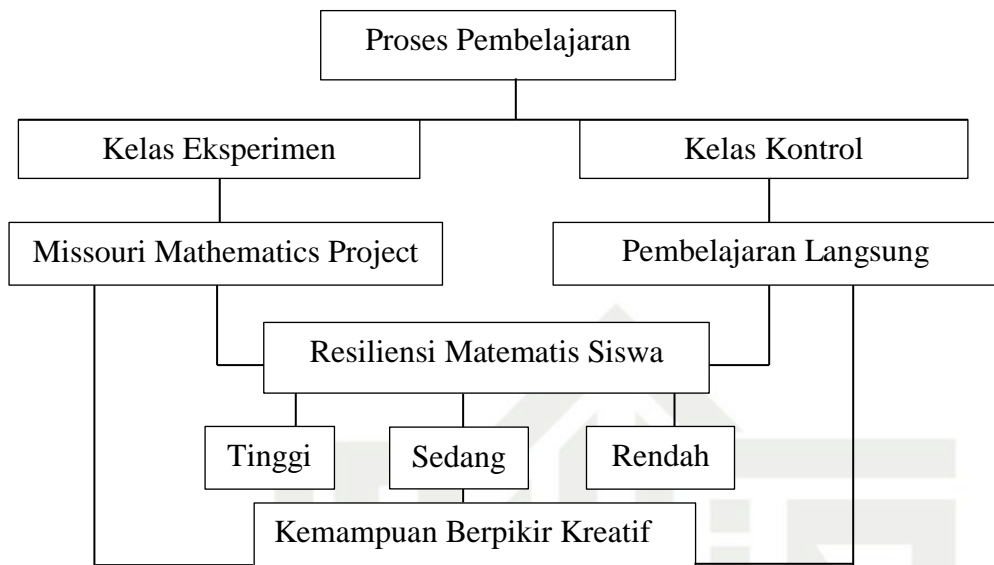 Proses Pembelajaran
Kelas Eksperimen
Kelas Kontrol
Missouri Mathematics Project
Pembelajaran Langsung
Resiliensi Matematis Siswa
Tinggi
Sedang
Rendah
Kemampuan Berpikir Kreatif